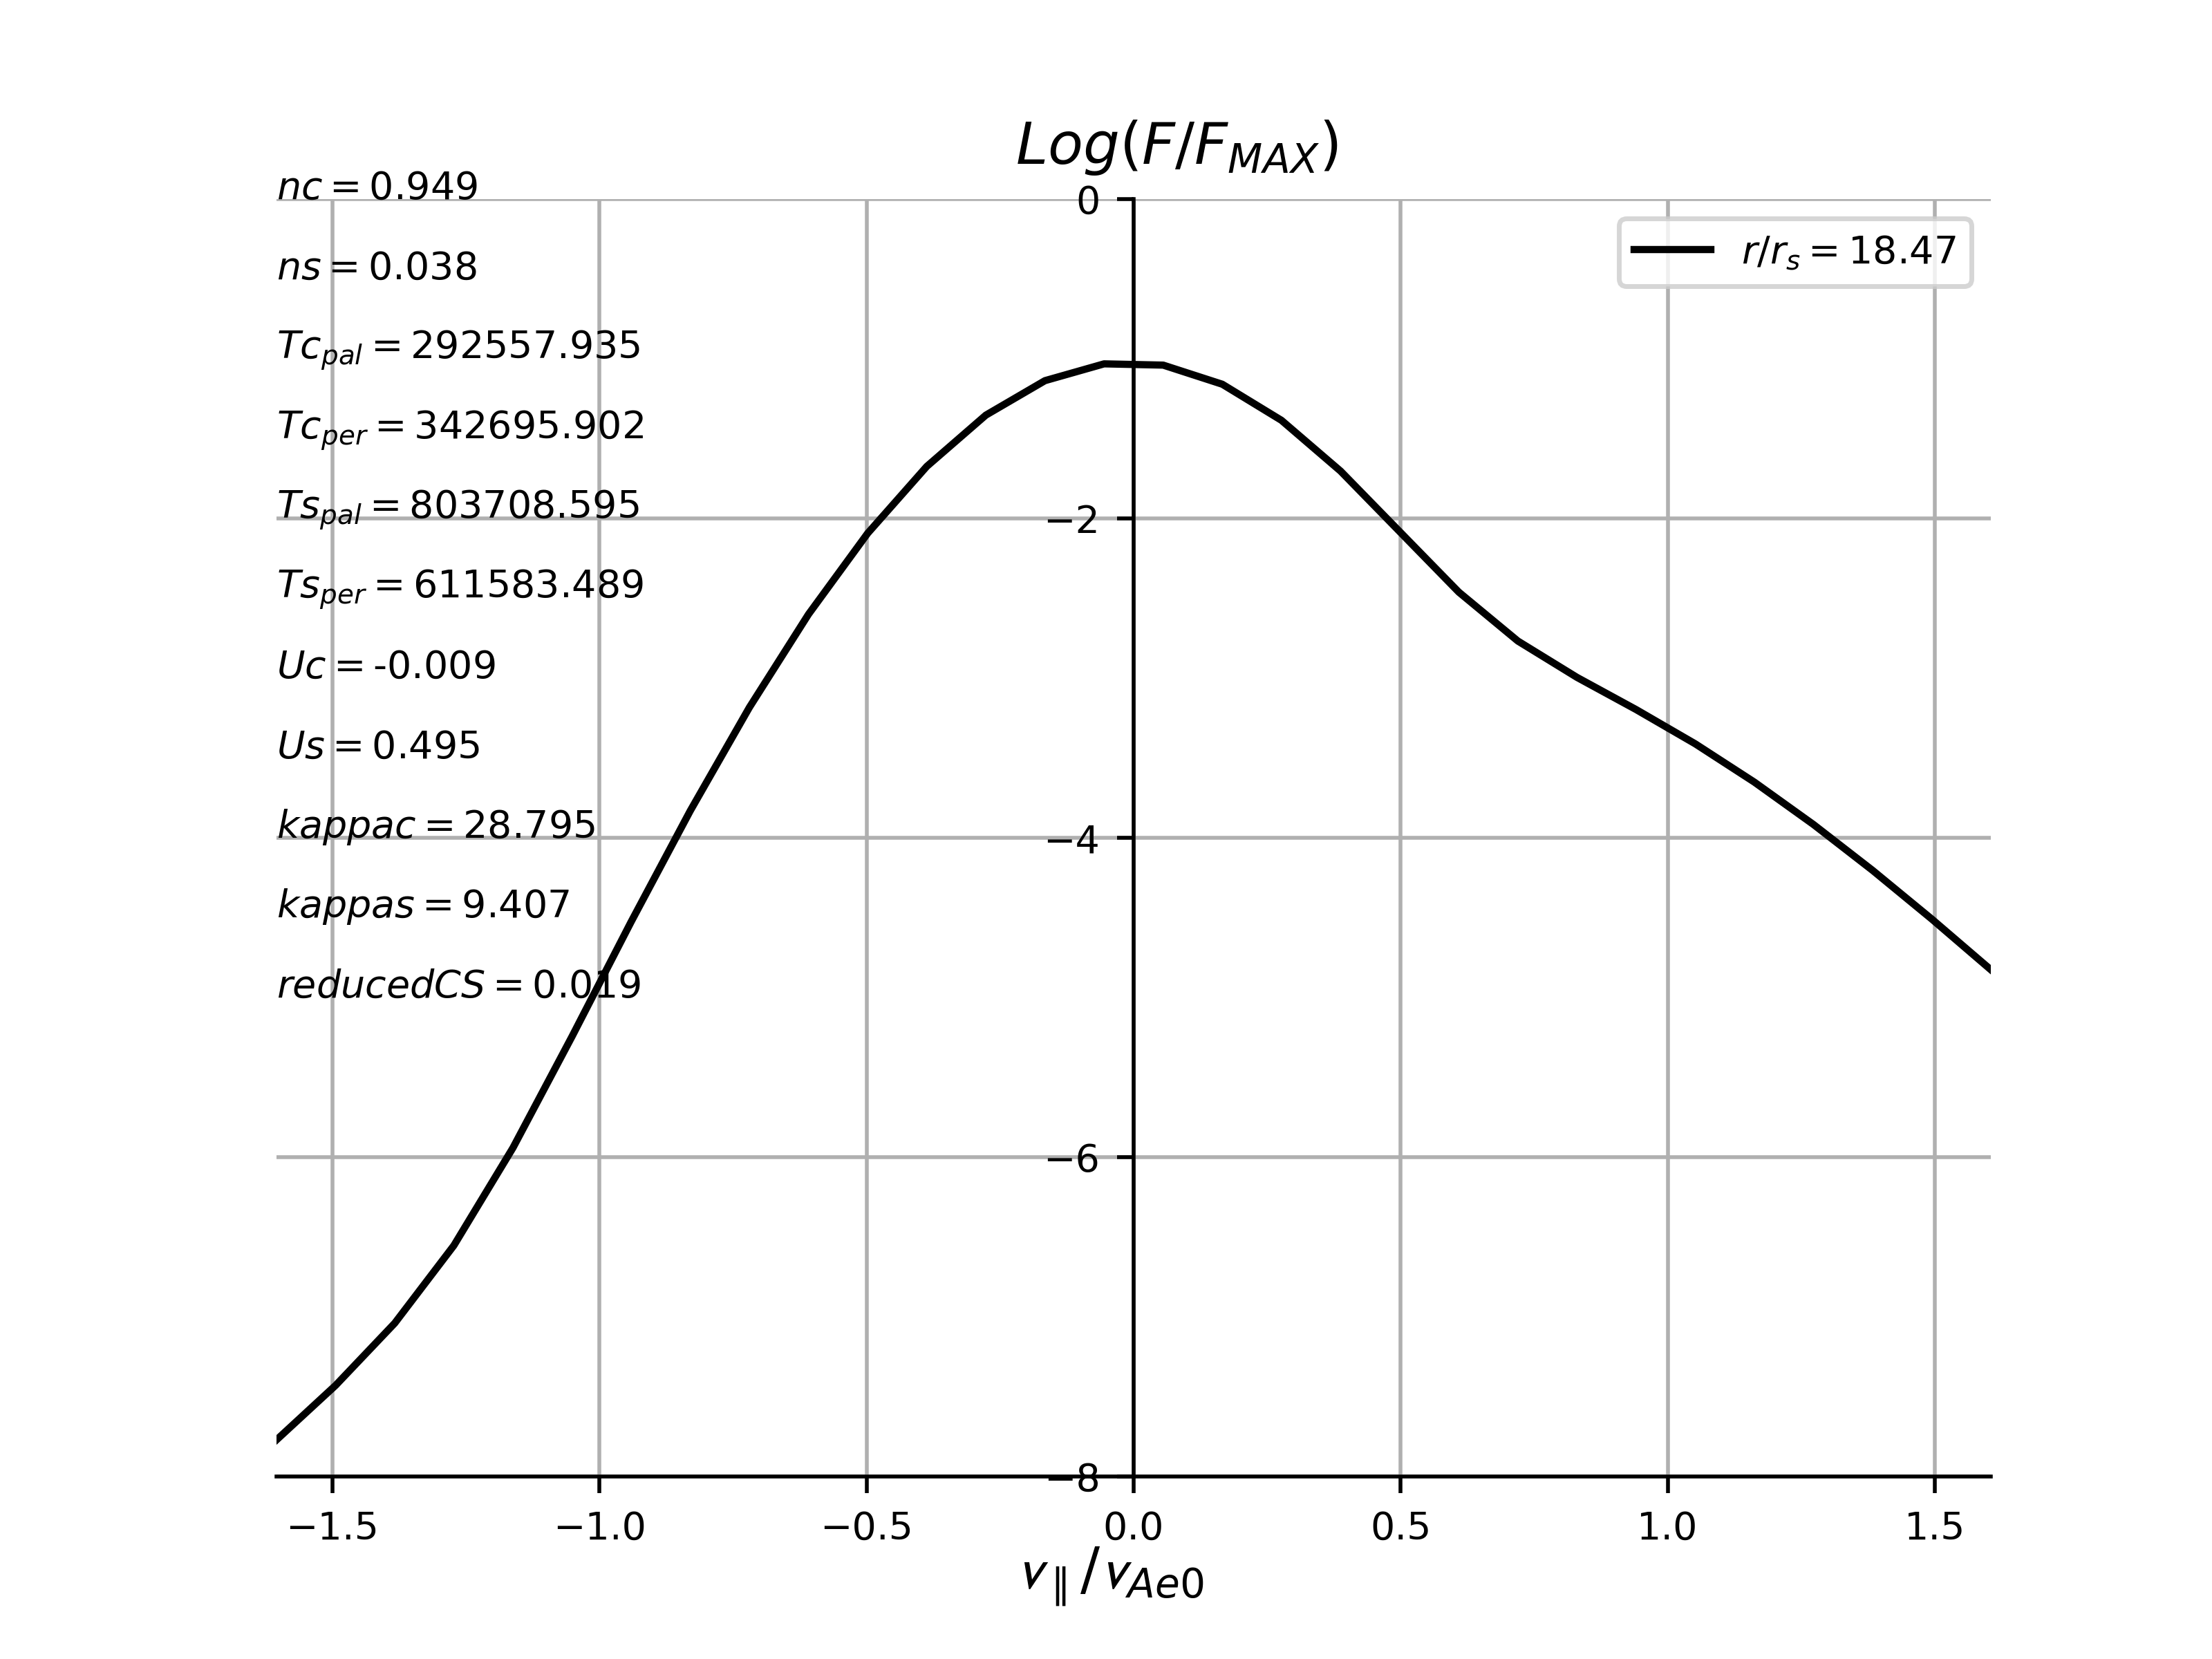 Log(F/F_MAX)
nc = 0.949
ns = 0.038
Tc_pal = 292557.935
Tc_per = 342695.902
Ts_pal = 803708.595
Ts_per = 611583.489
Uc = -0.009
Us = 0.495
kappac = 28.795
kappas = 9.407
reducedCS = 0.019
r/r_s = 18.47
0
−2
−4
−6
−8
−1.5 −1.0 −0.5 0.0 0.5 1.0 1.5
v_∥/v_Ae0